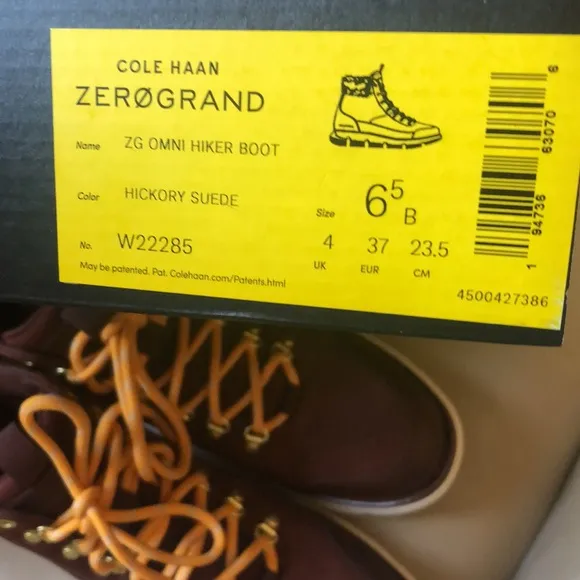 COLE HAAN
ZERØGRAND
Name ZG OMNI HIKER BOOT
Color HICKORY SUEDE
Size 6⁵ B
No. W22285
4 37 23.5
UK EUR CM
May be patented. Pat. Colehaan.com/Patents.html
1 94736 63070 6
4500427386